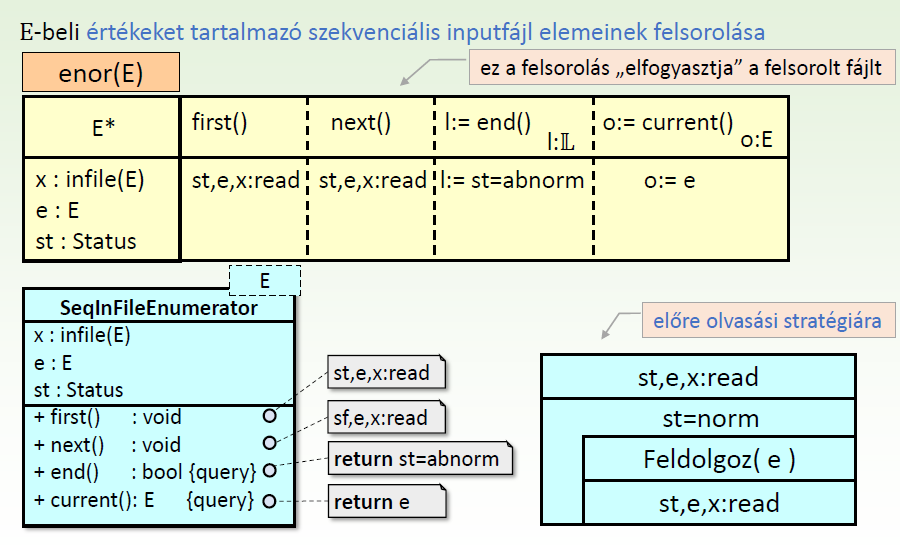 E-beli értékeket tartalmazó szekvenciális inputfájl elemeinek felsorolása
enor(E)
ez a felsorolás „elfogyasztja” a felsorolt fájlt
E*
first()
next()
l:= end()
l:𝕃
o:= current()
o:E
x : infile(E)
e : E
st : Status
st,e,x:read
st,e,x:read
l:= st=abnorm
o:= e
E
SeqInFileEnumerator
x : infile(E)
e : E
st : Status
+ first() : void
+ next() : void
+ end() : bool {query}
+ current(): E {query}
st,e,x:read
sf,e,x:read
return st=abnorm
return e
előre olvasási stratégiára
st,e,x:read
st=norm
Feldolgoz( e )
st,e,x:read